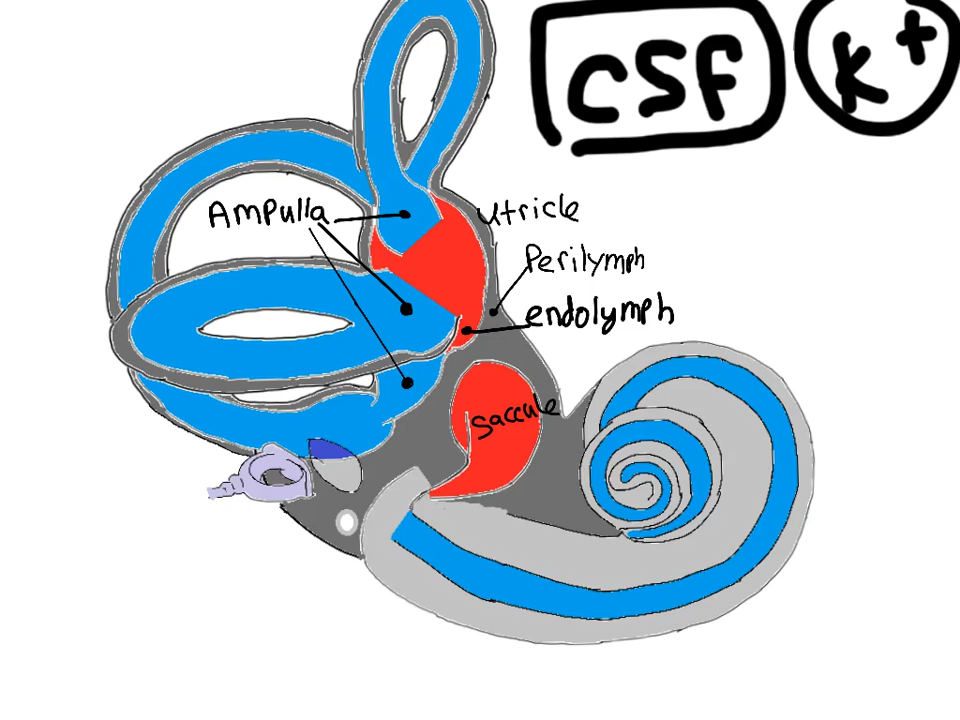 CSF K+
Ampulla
utricle
Perilymph
endolymph
Saccule